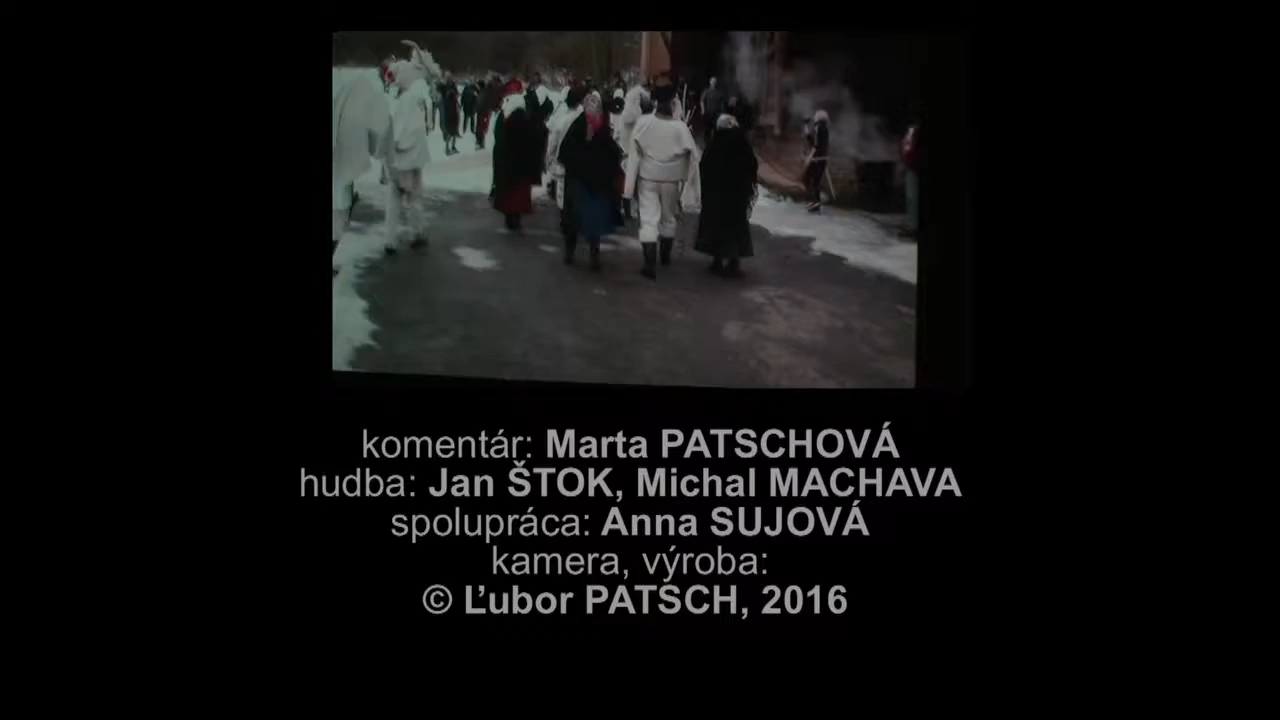 komentár: Marta PATSCHOVÁ
hudba: Jan ŠTOK, Michal MACHAVA
spolupráca: Anna SUJOVÁ
kamera, výroba:
© Ľubor PATSCH, 2016